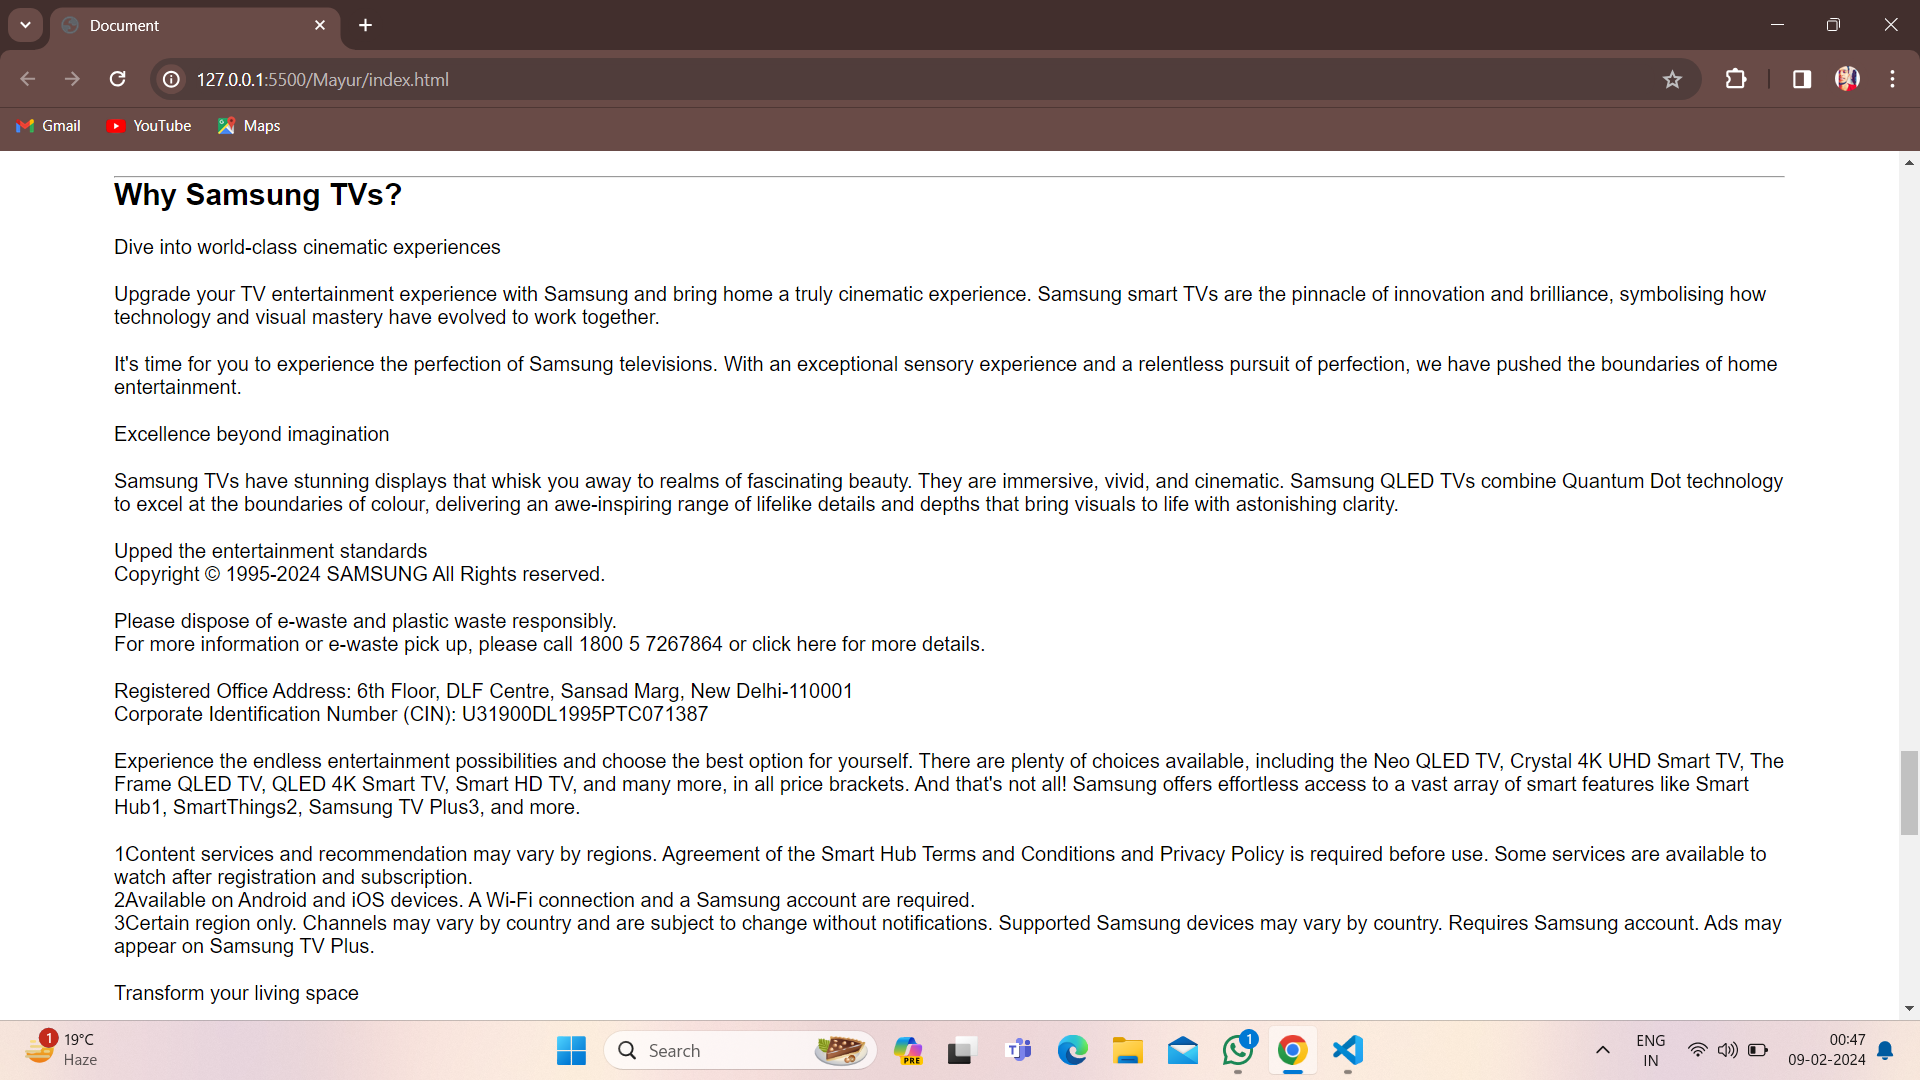 Document
127.0.0.1:5500/Mayur/index.html
Gmail
YouTube
Maps
Why Samsung TVs?
Dive into world-class cinematic experiences
Upgrade your TV entertainment experience with Samsung and bring home a truly cinematic experience. Samsung smart TVs are the pinnacle of innovation and brilliance, symbolising how
technology and visual mastery have evolved to work together.
It's time for you to experience the perfection of Samsung televisions. With an exceptional sensory experience and a relentless pursuit of perfection, we have pushed the boundaries of home
entertainment.
Excellence beyond imagination
Samsung TVs have stunning displays that whisk you away to realms of fascinating beauty. They are immersive, vivid, and cinematic. Samsung QLED TVs combine Quantum Dot technology
to excel at the boundaries of colour, delivering an awe-inspiring range of lifelike details and depths that bring visuals to life with astonishing clarity.
Upped the entertainment standards
Copyright © 1995-2024 SAMSUNG All Rights reserved.
Please dispose of e-waste and plastic waste responsibly.
For more information or e-waste pick up, please call 1800 5 7267864 or click here for more details.
Registered Office Address: 6th Floor, DLF Centre, Sansad Marg, New Delhi-110001
Corporate Identification Number (CIN): U31900DL1995PTC071387
Experience the endless entertainment possibilities and choose the best option for yourself. There are plenty of choices available, including the Neo QLED TV, Crystal 4K UHD Smart TV, The
Frame QLED TV, QLED 4K Smart TV, Smart HD TV, and many more, in all price brackets. And that's not all! Samsung offers effortless access to a vast array of smart features like Smart
Hub1, SmartThings2, Samsung TV Plus3, and more.
1Content services and recommendation may vary by regions. Agreement of the Smart Hub Terms and Conditions and Privacy Policy is required before use. Some services are available to
watch after registration and subscription.
2Available on Android and iOS devices. A Wi-Fi connection and a Samsung account are required.
3Certain region only. Channels may vary by country and are subject to change without notifications. Supported Samsung devices may vary by country. Requires Samsung account. Ads may
appear on Samsung TV Plus.
Transform your living space
1
19°C
Haze
Search
PRE
1
ENG
IN
00:47
09-02-2024